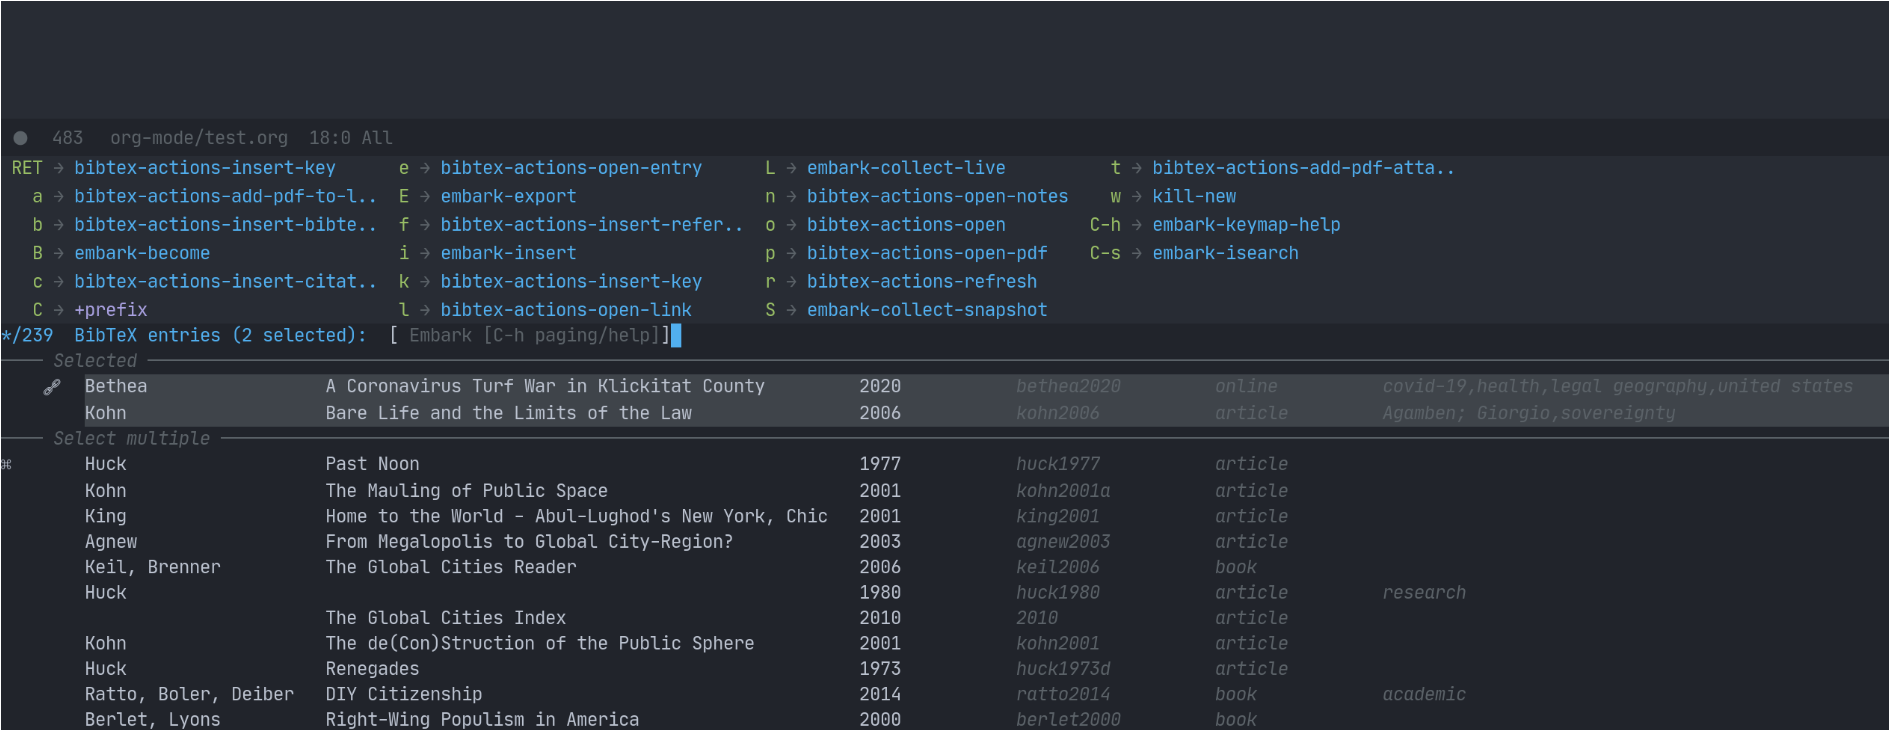 ● 483 org-mode/test.org 18:0 All
RET → bibtex-actions-insert-key e → bibtex-actions-open-entry L → embark-collect-live t → bibtex-actions-add-pdf-atta..
a → bibtex-actions-add-pdf-to-l.. E → embark-export n → bibtex-actions-open-notes w → kill-new
b → bibtex-actions-insert-bibte.. f → bibtex-actions-insert-refer.. o → bibtex-actions-open C-h → embark-keymap-help
B → embark-become i → embark-insert p → bibtex-actions-open-pdf C-s → embark-isearch
c → bibtex-actions-insert-citat.. k → bibtex-actions-insert-key r → bibtex-actions-refresh
C → +prefix l → bibtex-actions-open-link S → embark-collect-snapshot
*/239 BibTeX entries (2 selected): [ Embark [C-h paging/help]]
Selected
Bethea A Coronavirus Turf War in Klickitat County 2020 bethea2020 online covid-19,health,legal geography,united states
Kohn Bare Life and the Limits of the Law 2006 kohn2006 article Agamben; Giorgio,sovereignty
Select multiple
⌘ Huck Past Noon 1977 huck1977 article
Kohn The Mauling of Public Space 2001 kohn2001a article
King Home to the World - Abul-Lughod's New York, Chic 2001 king2001 article
Agnew From Megalopolis to Global City-Region? 2003 agnew2003 article
Keil, Brenner The Global Cities Reader 2006 keil2006 book
Huck 1980 huck1980 article research
The Global Cities Index 2010 2010 article
Kohn The de(Con)Struction of the Public Sphere 2001 kohn2001 article
Huck Renegades 1973 huck1973d article
Ratto, Boler, Deiber DIY Citizenship 2014 ratto2014 book academic
Berlet, Lyons Right-Wing Populism in America 2000 berlet2000 book